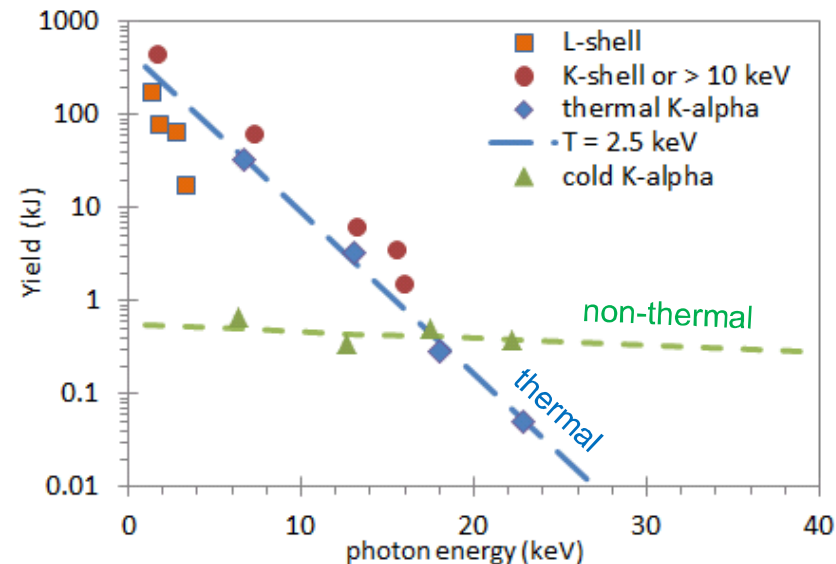 1000
100
10
1
0.1
0.01
Yield (kJ)
L-shell
K-shell or > 10 keV
thermal K-alpha
T = 2.5 keV
cold K-alpha
non-thermal
thermal
0 10 20 30 40
photon energy (keV)